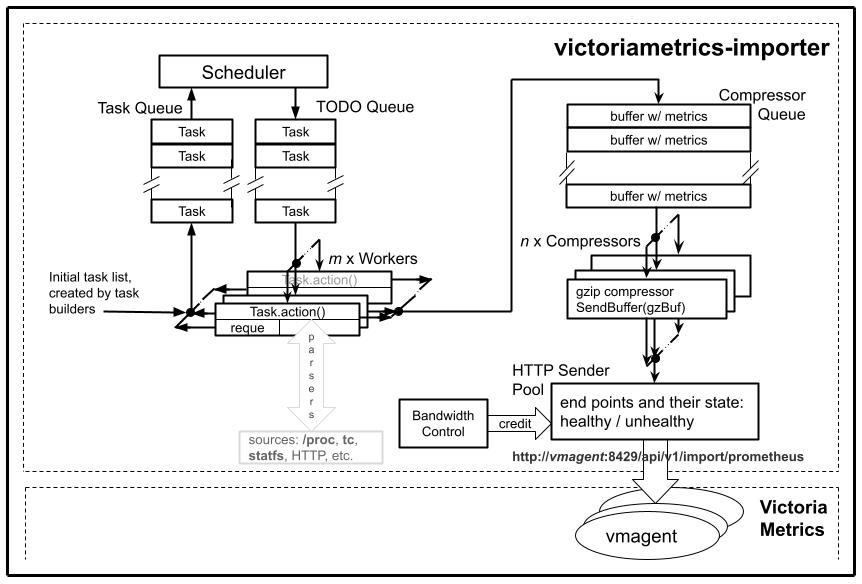 victoriametrics-importer
Scheduler
Task Queue
TODO Queue
Task
Task
Task
Task
Task
Task
Compressor
Queue
buffer w/ metrics
buffer w/ metrics
buffer w/ metrics
m x Workers
n x Compressors
Initial task list,
created by task
builders
Task.action()
Task.action()
reque
parsers
sources: /proc, tc,
statfs, HTTP, etc.
gzip compressor
SendBuffer(gzBuf)
HTTP Sender
Pool
Bandwidth
Control
credit
end points and their state:
healthy / unhealthy
http://vmagent:8429/api/v1/import/prometheus
Victoria
Metrics
vmagent